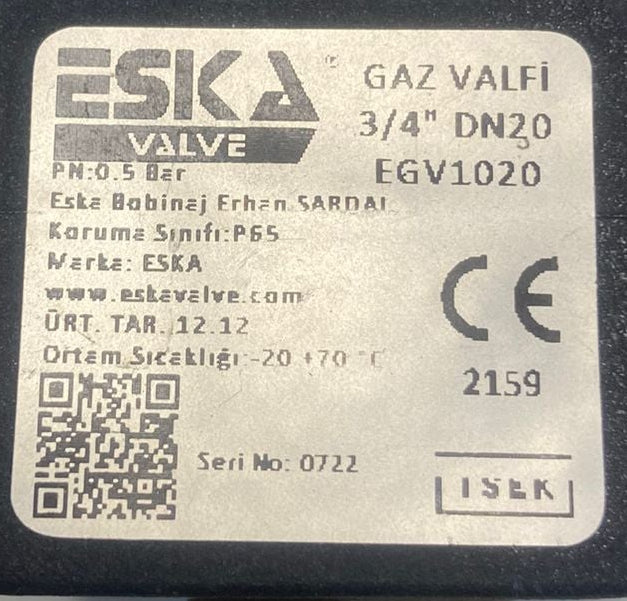 ESKA ®
VALVE
GAZ VALFİ
3/4" DN20
EGV1020
PN:0.5 Bar
Eska Bobinaj Erhan SARDAL
Koruma Sınıfı:P65
Marka: ESKA
www.eskavalve.com
ÜRT. TAR. 12.12
Ortam Sıcaklığı:-20 +70 °C
CE
2159
Seri No: 0722
TSEK